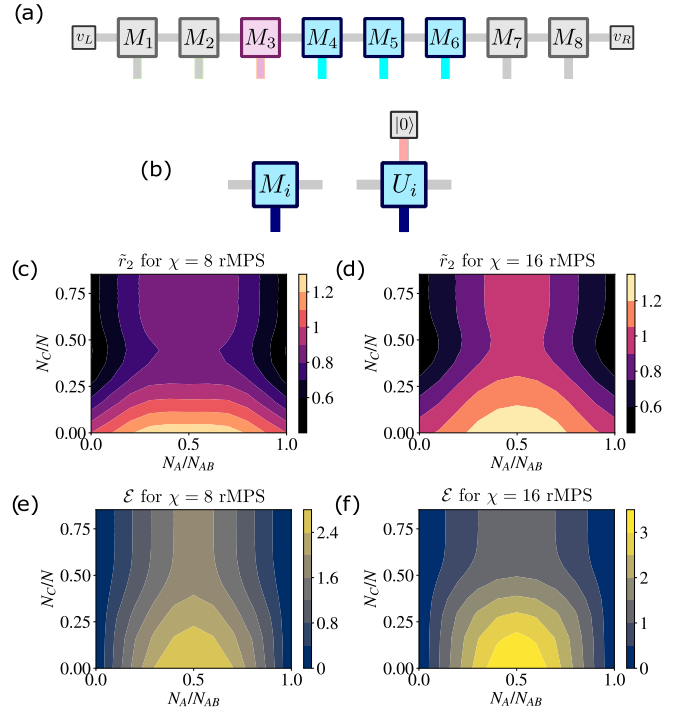 (a)
v_L M_1 M_2 M_3 M_4 M_5 M_6 M_7 M_8 v_R
(b)
|0⟩
M_i U_i
(c) (d)
r̃_2 for χ = 8 rMPS r̃_2 for χ = 16 rMPS
N_C/N
0.75
0.50
0.25
0.00
0.0 0.5 1.0
N_A/N_AB
1.2
1
0.8
0.6
N_C/N
0.75
0.50
0.25
0.00
0.0 0.5 1.0
N_A/N_AB
1.2
1
0.8
0.6
(e) (f)
ℰ for χ = 8 rMPS ℰ for χ = 16 rMPS
N_C/N
0.75
0.50
0.25
0.00
0.0 0.5 1.0
N_A/N_AB
2.4
1.6
0.8
0
N_C/N
0.75
0.50
0.25
0.00
0.0 0.5 1.0
N_A/N_AB
3
2
1
0